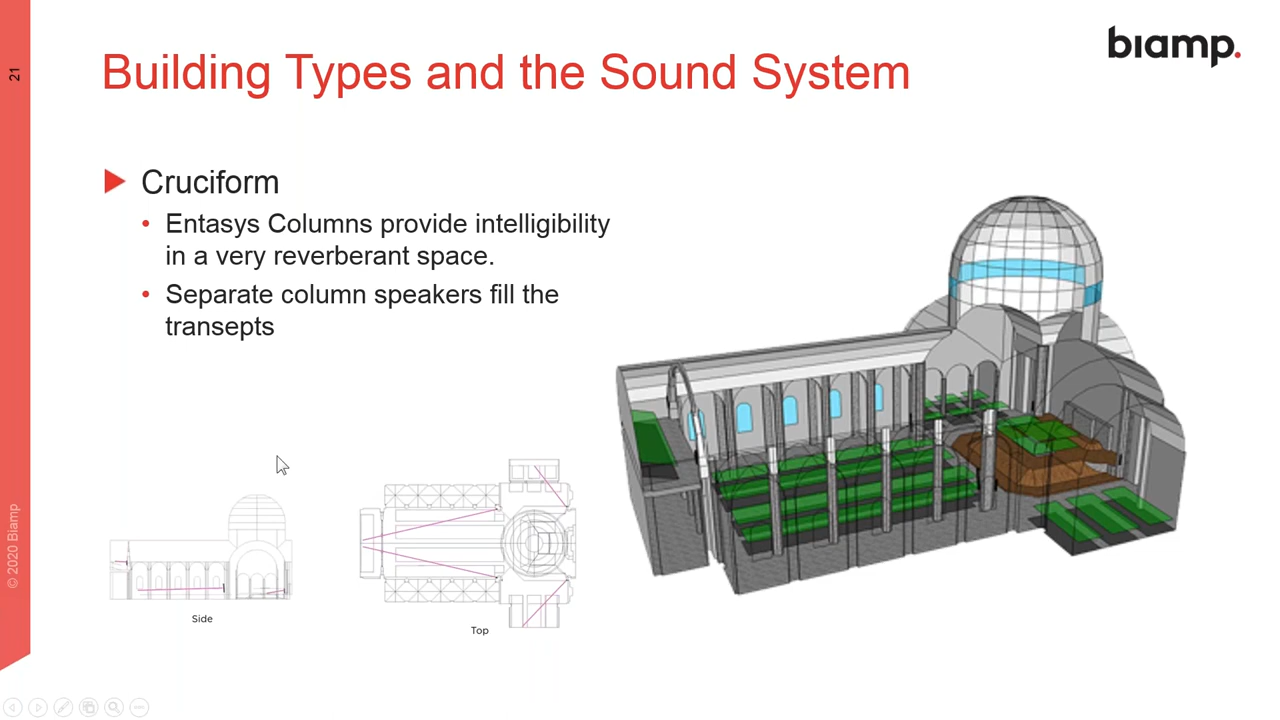 biamp.
21
Building Types and the Sound System
Cruciform
Entasys Columns provide intelligibility
in a very reverberant space.
Separate column speakers fill the
transepts
© 2020 Biamp
Side
Top